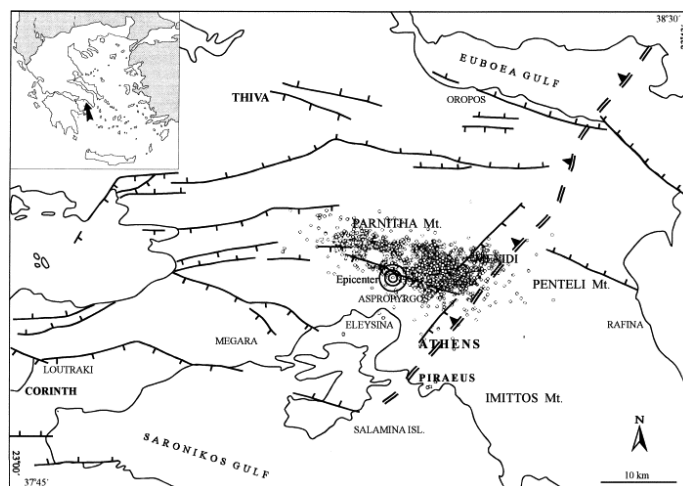 38°30'
EUBOEA GULF
THIVA
OROPOS
PARNITHA Mt.
MENIDI
Epicenter
PENTELI Mt.
ASPROPYRGOS
ELEYSINA
RAFINA
MEGARA
ATHENS
LOUTRAKI
CORINTH
PIRAEUS
IMITTOS Mt.
SALAMINA ISL.
N
SARONIKOS GULF
23°00'
37°45'
10 km